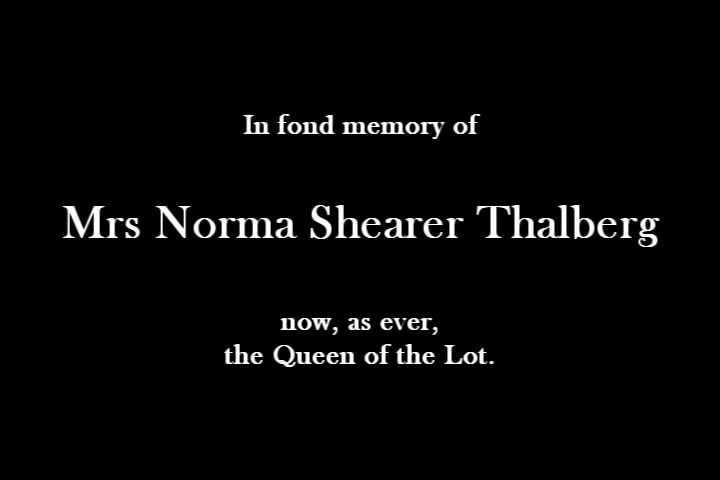 In fond memory of
Mrs Norma Shearer Thalberg
now, as ever,
the Queen of the Lot.